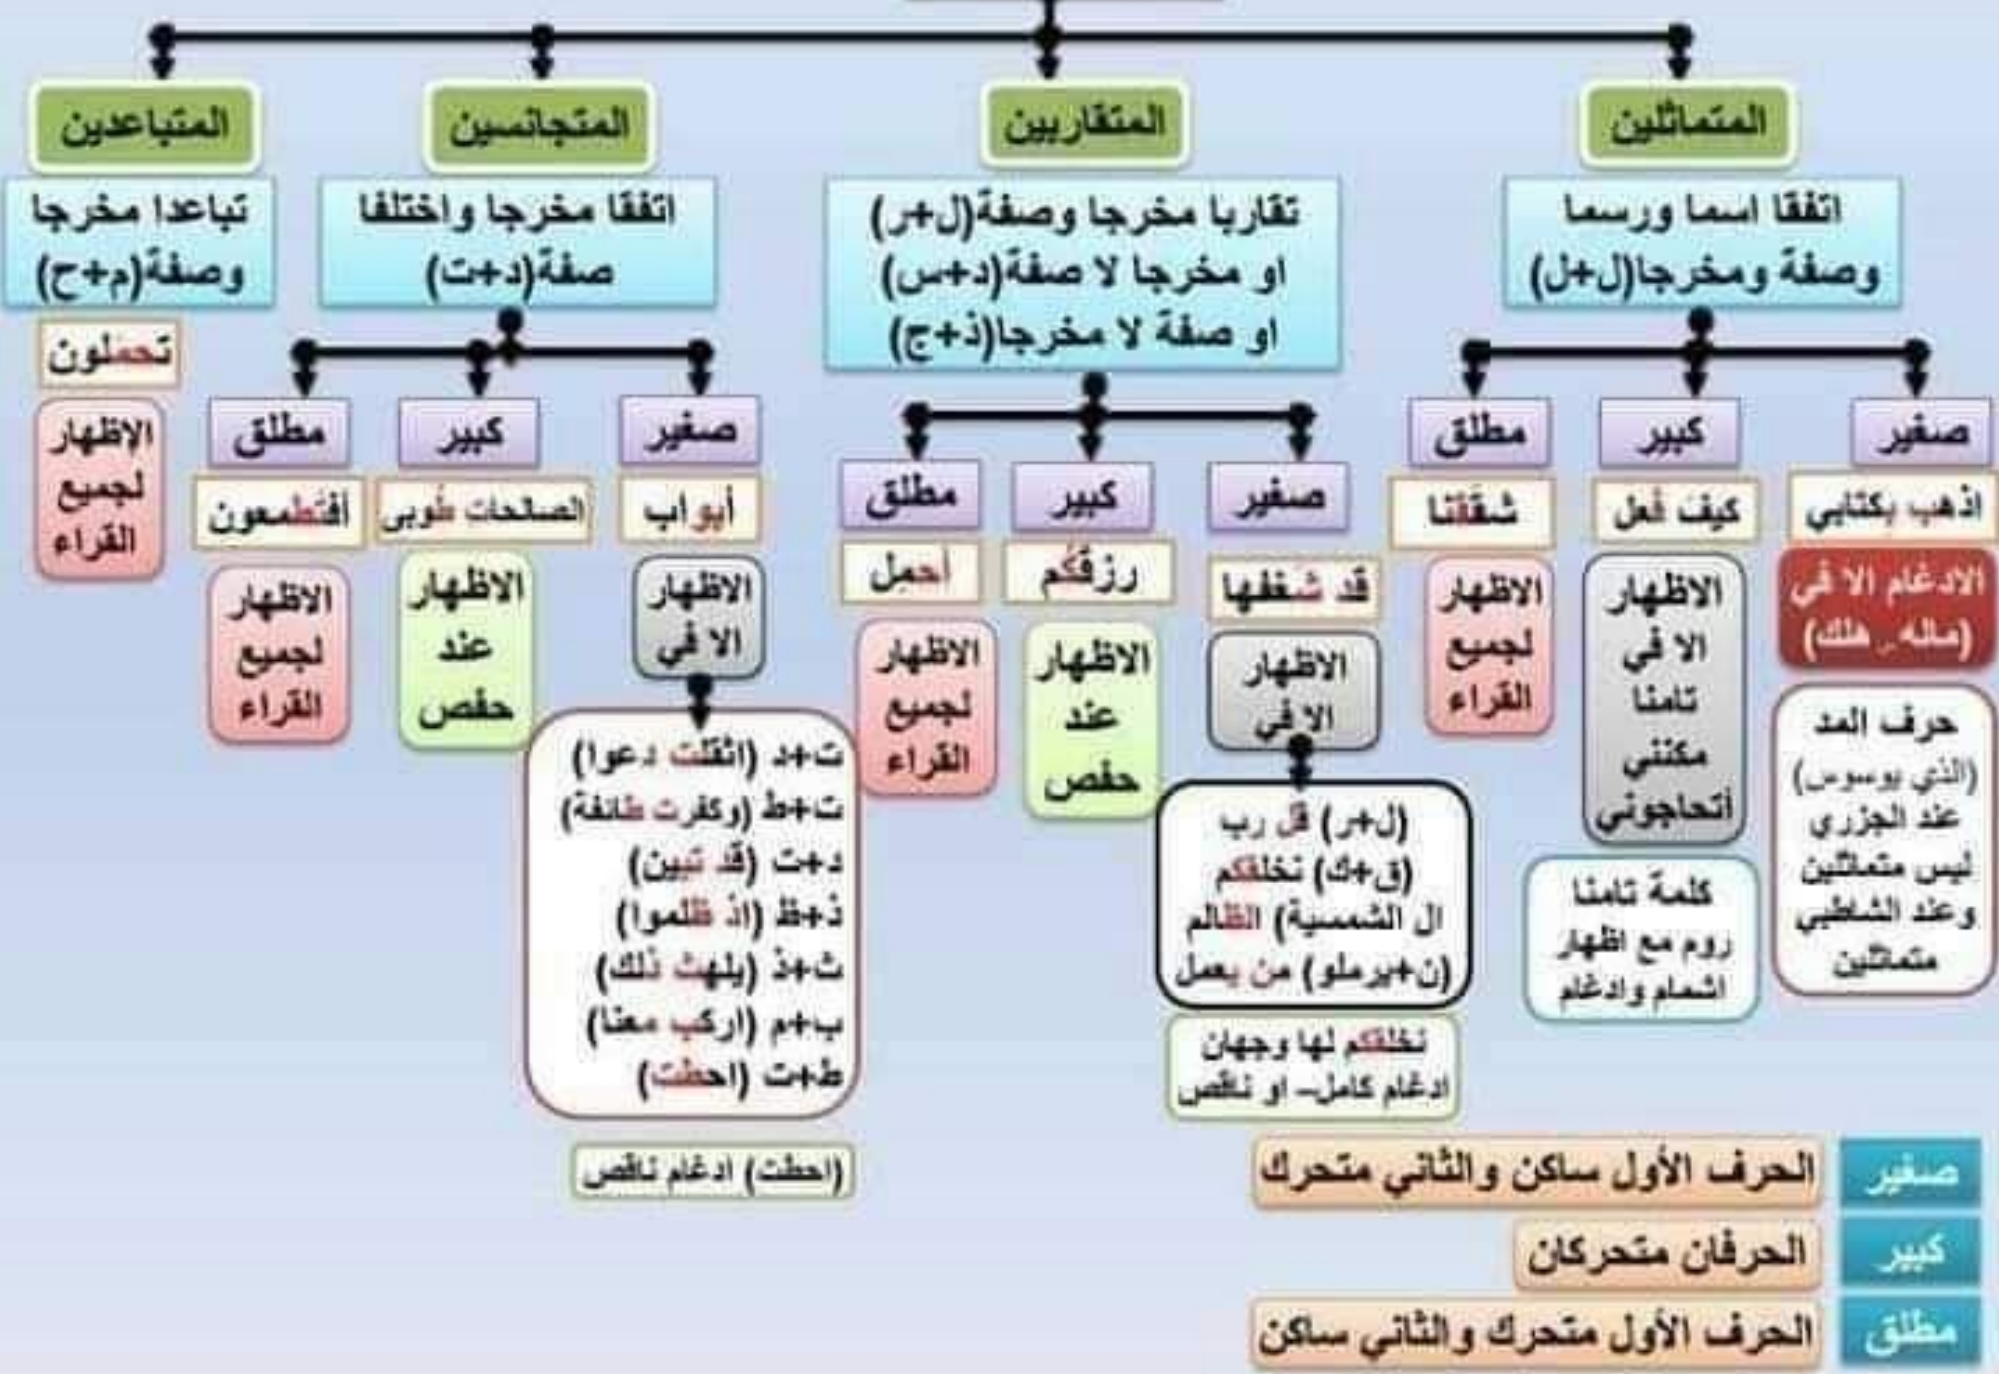 المتماثلين
اتفقا اسما ورسما
وصفة ومخرجا(ل+ل)
صغير
اذهب بكتابي
الادغام الا في
(ماله هلك)
حرف المد
(الذي يوسوس)
عند الجزري
ليس متماثلين
وعند الشاطبي
متماثلين
كبير
كيف فعل
الاظهار
الا في
تامنا
مكنني
أتحاجوني
كلمة تامنا
روم مع اظهار
اشمام وادغام
مطلق
شققنا
الاظهار
لجميع
القراء
المتقاربين
تقاربا مخرجا وصفة(ل+ر)
او مخرجا لا صفة(د+س)
او صفة لا مخرجا(ذ+ج)
صغير
قد شغفها
الاظهار
الا في
(ل+ر) قل رب
(ق+ك) نخلقكم
ال الشمسية) الظالم
(ن+يرملو) من يعمل
نخلقكم لها وجهان
ادغام كامل– او ناقص
كبير
رزقكم
الاظهار
عند
حفص
مطلق
أحمل
الاظهار
لجميع
القراء
المتجانسين
اتفقا مخرجا واختلفا
صفة(د+ت)
صغير
أبواب
الاظهار
الا في
ت+د (اثقلت دعوا)
ت+ط (وكفرت طائفة)
د+ت (قد تبين)
ذ+ظ (اذ ظلموا)
ث+ذ (يلهث ذلك)
ب+م (اركب معنا)
ط+ت (احطت)
(احطت) ادغام ناقص
كبير
الصالحات طوبى
الاظهار
عند
حفص
مطلق
أفتطمعون
الاظهار
لجميع
القراء
المتباعدين
تباعدا مخرجا
وصفة(م+ح)
تحملون
الإظهار
لجميع
القراء
صغير الحرف الأول ساكن والثاني متحرك
كبير الحرفان متحركان
مطلق الحرف الأول متحرك والثاني ساكن